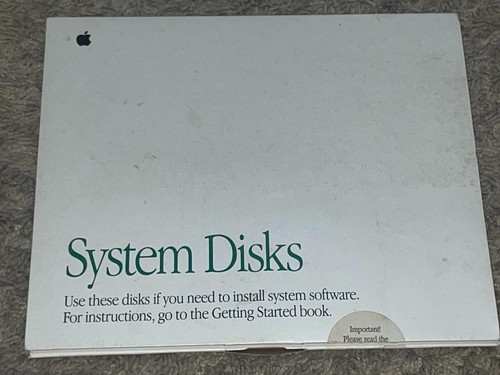 System Disks
Use these disks if you need to install system software.
For instructions, go to the Getting Started book.
Important!
Please read the